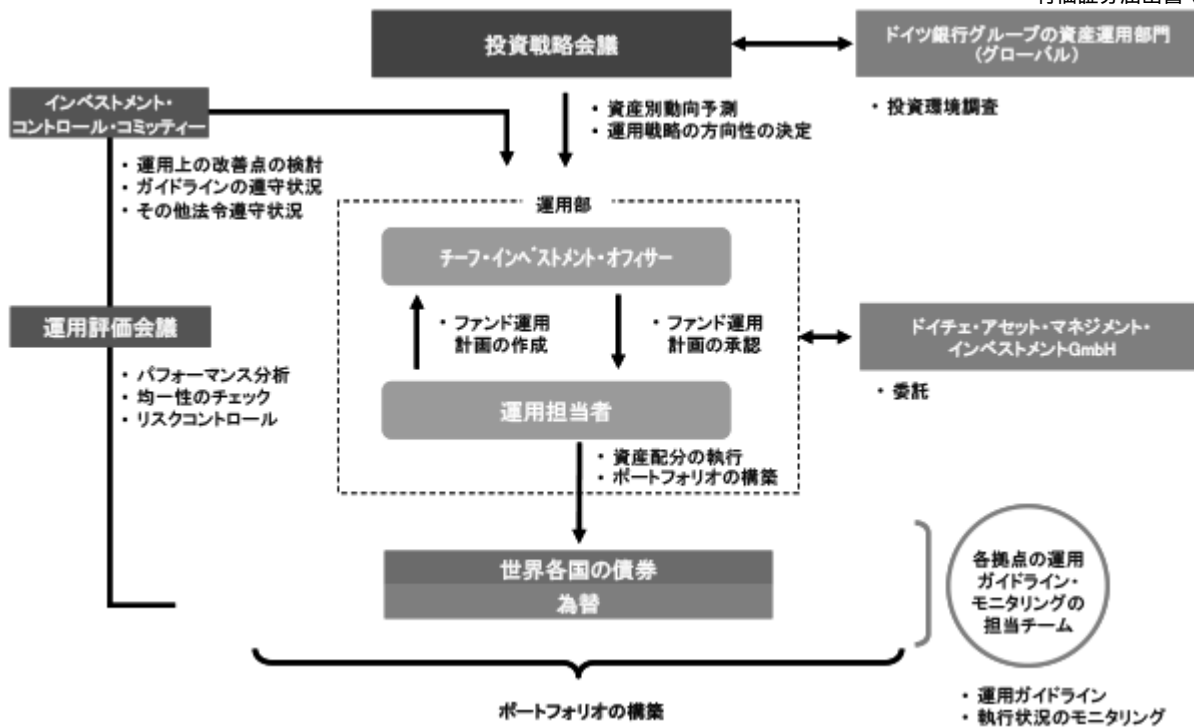 投資戦略会議
ドイツ銀行グループの資産運用部門
(グローバル)
・ 投資環境調査
・ 資産別動向予測
・ 運用戦略の方向性の決定
インベストメント・
コントロール・コミッティー
・ 運用上の改善点の検討
・ ガイドラインの遵守状況
・ その他法令遵守状況
運用部
チーフ・インベストメント・オフィサー
・ ファンド運用
計画の作成
・ ファンド運用
計画の承認
運用評価会議
・ パフォーマンス分析
・ 均一性のチェック
・ リスクコントロール
ドイチェ・アセット・マネジメント・
インベストメントGmbH
・ 委託
運用担当者
・ 資産配分の執行
・ ポートフォリオの構築
世界各国の債券
為替
各拠点の運用
ガイドライン・
モニタリングの
担当チーム
・ 運用ガイドライン
・ 執行状況のモニタリング
ポートフォリオの構築